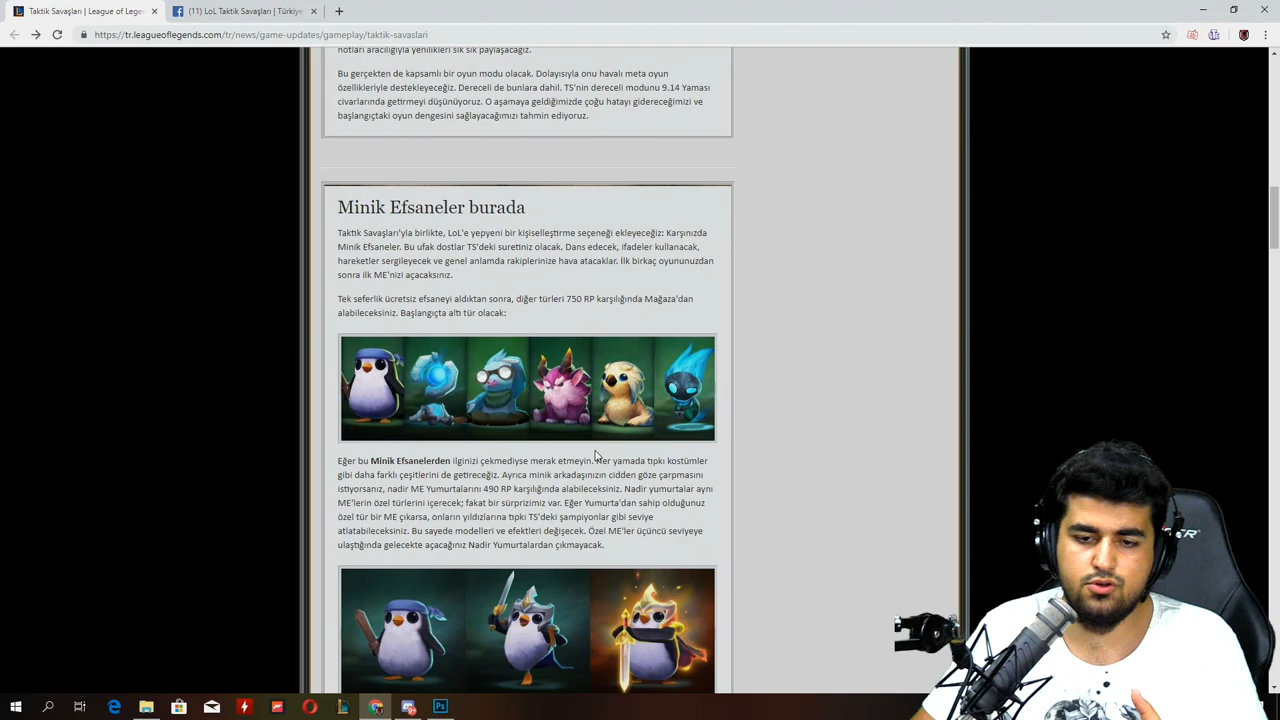 Taktik Savaşları | League of Lege
(11) LoL Taktik Savaşları | Türkiye
https://tr.leagueoflegends.com/tr/news/game-updates/gameplay/taktik-savaslari
notları aracılığıyla yenilikleri sık sık paylaşacağız.
Bu gerçekten de kapsamlı bir oyun modu olacak. Dolayısıyla onu havalı meta oyun
özellikleriyle destekleyeceğiz. Dereceli de bunlara dahil. TS'nin dereceli modunu 9.14 Yaması
civarlarında getirmeyi düşünüyoruz. O aşamaya geldiğimizde çoğu hatayı gidereceğimizi ve
başlangıçtaki oyun dengesini sağlayacağımızı tahmin ediyoruz.
Minik Efsaneler burada
Taktik Savaşları'yla birlikte, LoL'e yepyeni bir kişiselleştirme seçeneği ekleyeceğiz: Karşınızda
Minik Efsaneler. Bu ufak dostlar TS'deki suretiniz olacak. Dans edecek, ifadeler kullanacak,
hareketler sergileyecek ve genel anlamda rakiplerinize hava atacaklar. İlk birkaç oyununuzdan
sonra ilk ME'nizi açacaksınız.
Tek seferlik ücretsiz efsaneyi aldıktan sonra, diğer türleri 750 RP karşılığında Mağaza'dan
alabileceksiniz. Başlangıçta altı tür olacak:
Eğer bu Minik Efsanelerden ilginizi çekmediyse merak etmeyin. Her yamada tıpkı kostümler
gibi daha farklı çeşitlerini de getireceğiz. Ayrıca minik arkadaşınızın cidden göze çarpmasını
istiyorsanız, nadir ME Yumurtalarını 490 RP karşılığında alabileceksiniz. Nadir yumurtalar aynı
ME'lerin özel türlerini içerecek; fakat bir sürprizimiz var. Eğer Yumurta'dan sahip olduğunuz
özel tür bir ME çıkarsa, onların yıldızlarına tıpkı TS'deki şampiyonlar gibi seviye
atlatabileceksiniz. Bu sayede modelleri ve efektleri değişecek. Özel ME'ler üçüncü seviyeye
ulaştığında gelecekte açacağınız Nadir Yumurtalardan çıkmayacak.
Ps